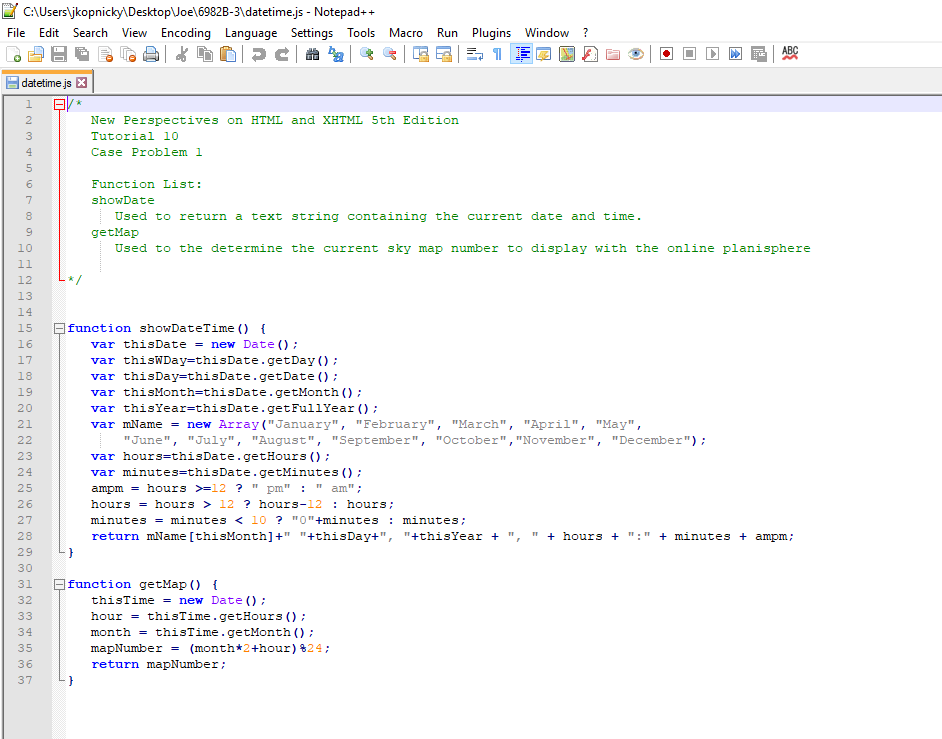 C:\Users\jkopnicky\Desktop\Joe\6982B-3\datetime.js - Notepad++
File Edit Search View Encoding Language Settings Tools Macro Run Plugins Window ?
ABC
datetime.js
1 /*
2 New Perspectives on HTML and XHTML 5th Edition
3 Tutorial 10
4 Case Problem 1
5
6 Function List:
7 showDate
8 Used to return a text string containing the current date and time.
9 getMap
10 Used to the determine the current sky map number to display with the online planisphere
11
12 */
13
14
15 function showDateTime() {
16 var thisDate = new Date();
17 var thisWDay=thisDate.getDay();
18 var thisDay=thisDate.getDate();
19 var thisMonth=thisDate.getMonth();
20 var thisYear=thisDate.getFullYear();
21 var mName = new Array("January", "February", "March", "April", "May",
22 "June", "July", "August", "September", "October","November", "December");
23 var hours=thisDate.getHours();
24 var minutes=thisDate.getMinutes();
25 ampm = hours >=12 ? " pm" : " am";
26 hours = hours > 12 ? hours-12 : hours;
27 minutes = minutes < 10 ? "0"+minutes : minutes;
28 return mName[thisMonth]+" "+thisDay+", "+thisYear + ", " + hours + ":" + minutes + ampm;
29 }
30
31 function getMap() {
32 thisTime = new Date();
33 hour = thisTime.getHours();
34 month = thisTime.getMonth();
35 mapNumber = (month*2+hour)%24;
36 return mapNumber;
37 }